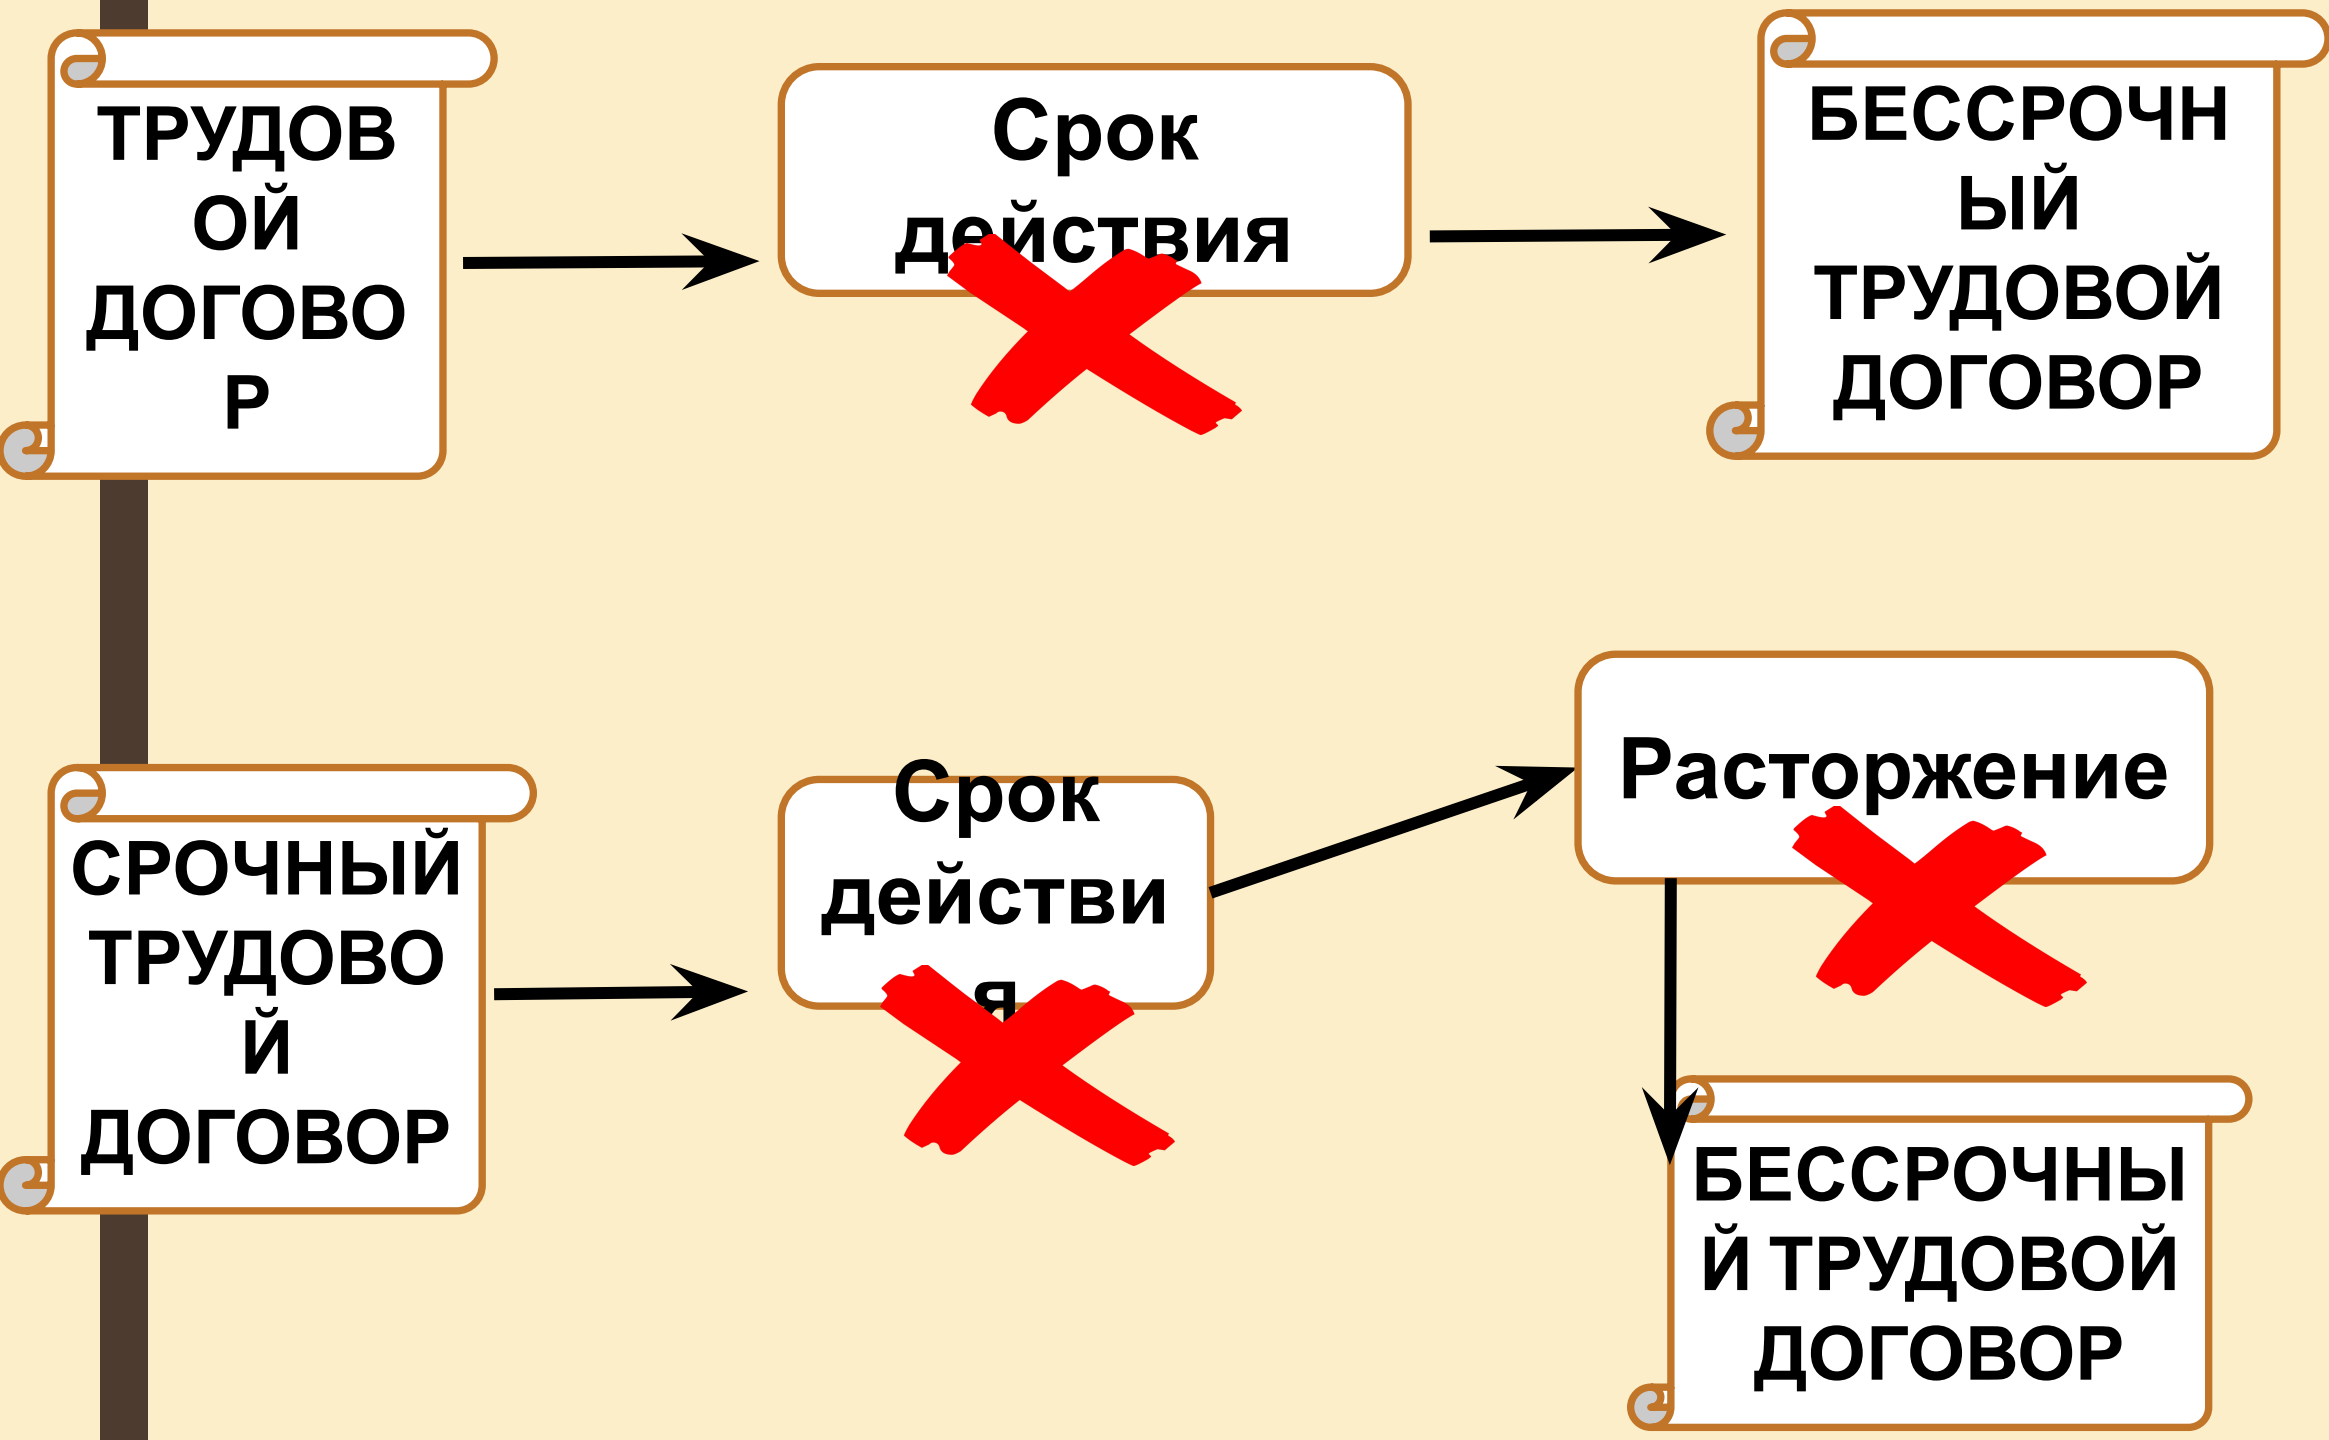 ТРУДОВ
ОЙ
ДОГОВО
Р
Срок
действия
БЕССРОЧН
ЫЙ
ТРУДОВОЙ
ДОГОВОР
СРОЧНЫЙ
ТРУДОВО
Й
ДОГОВОР
Срок
действи
я
Расторжение
БЕССРОЧНЫ
Й ТРУДОВОЙ
ДОГОВОР